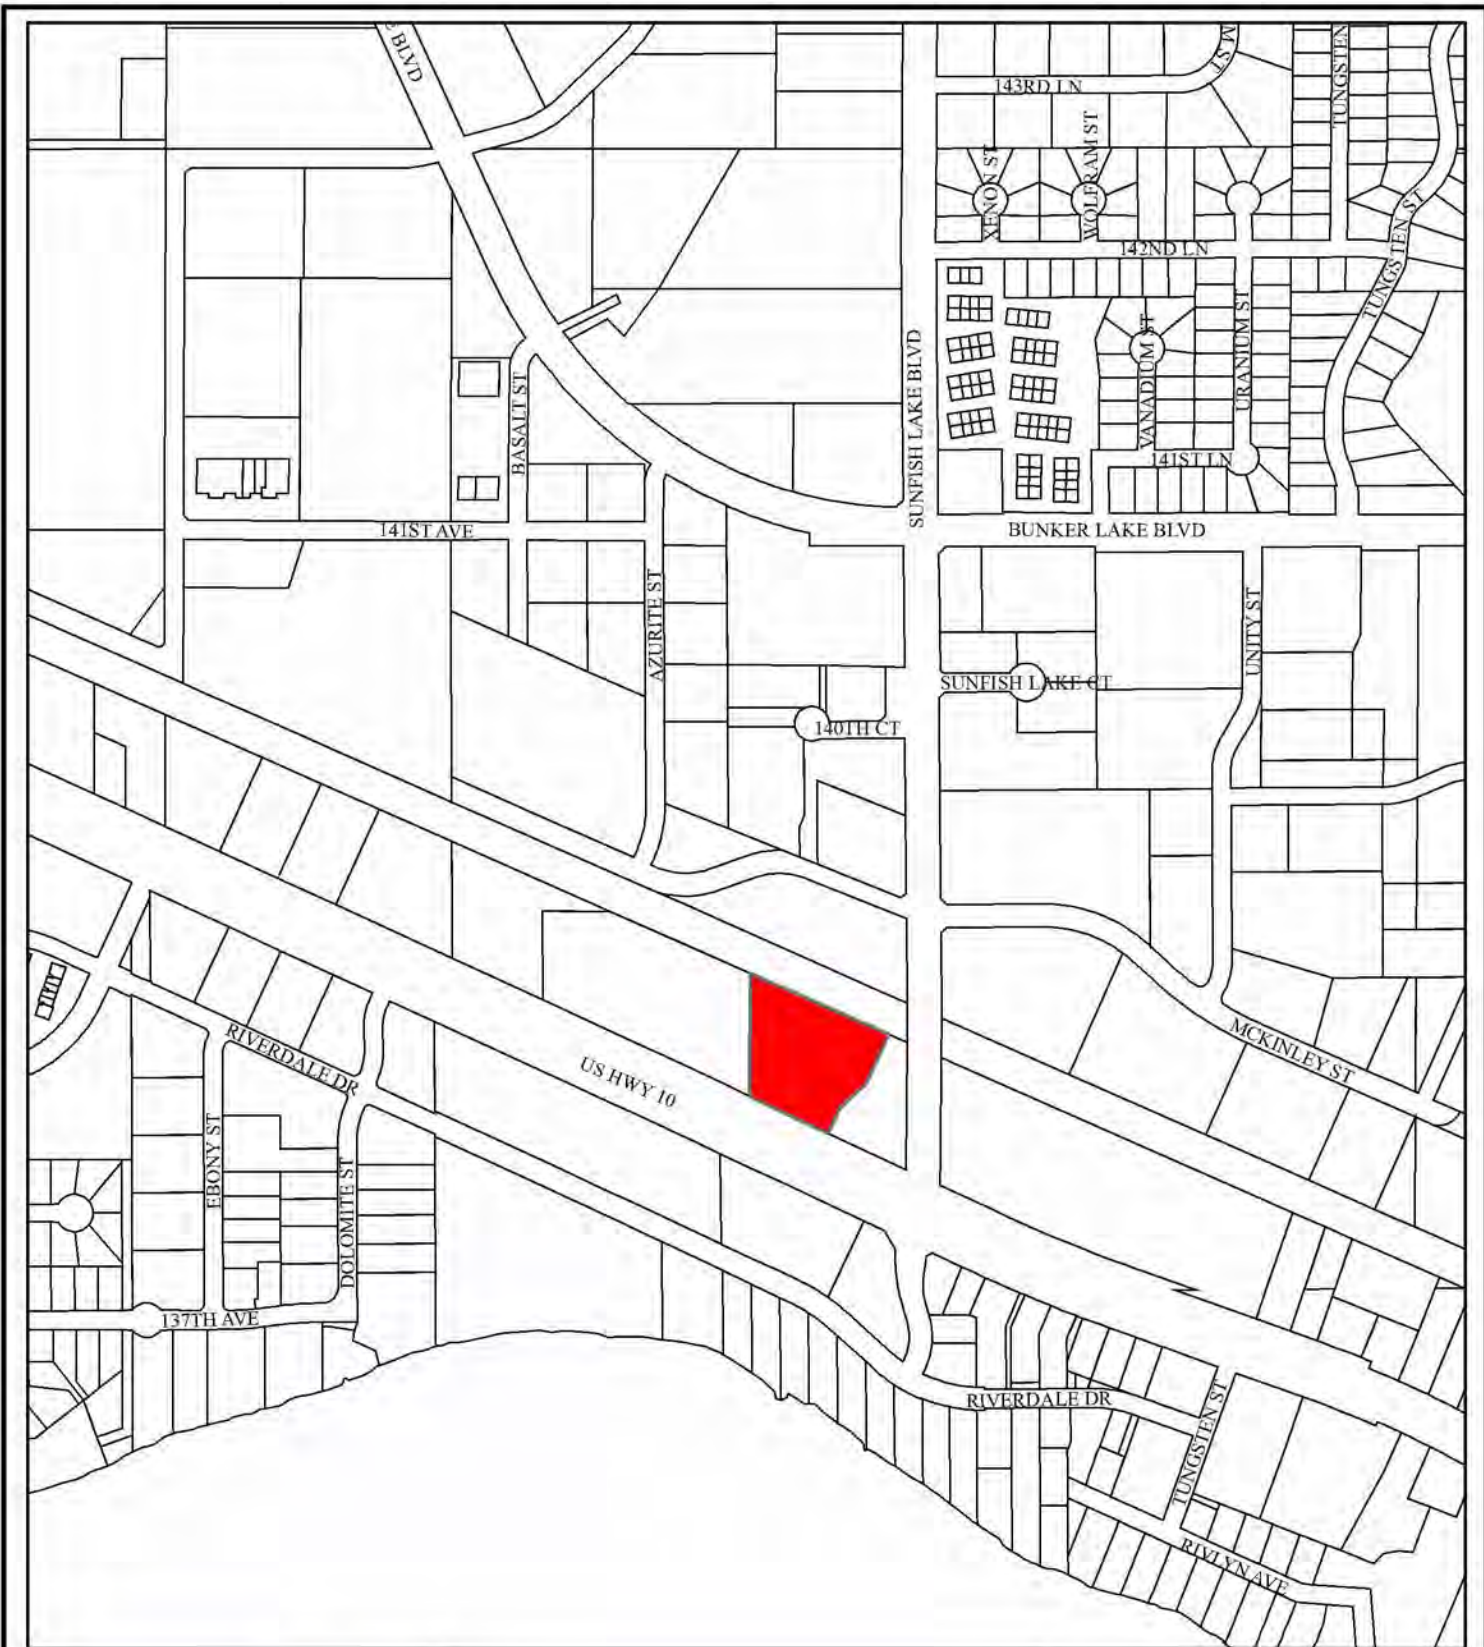 E BLVD
M ST
TUNGSTEN
143RD LN
XENON ST
WOLFRAM ST
142ND LN
TUNGSTEN ST
SUNFISH LAKE BLVD
BASALT ST
VANADIUM ST
URANIUM ST
141ST LN
141ST AVE
BUNKER LAKE BLVD
AZURITE ST
UNITY ST
SUNFISH LAKE CT
140TH CT
MCKINLEY ST
RIVERDALE DR
US HWY 10
EBONY ST
DOLOMITE ST
137TH AVE
RIVERDALE DR
TUNGSTEN ST
RIVLYN AVE